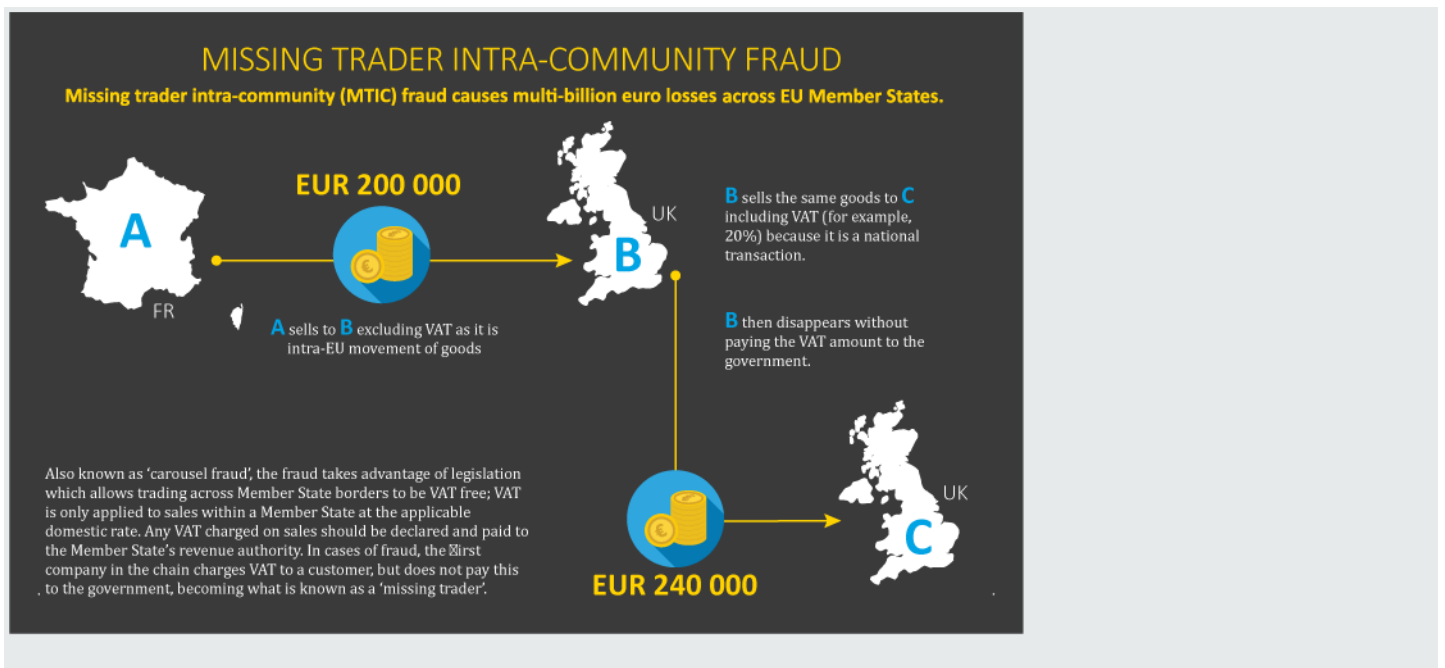 MISSING TRADER INTRA-COMMUNITY FRAUD
Missing trader intra-community (MTIC) fraud causes multi-billion euro losses across EU Member States.
EUR 200 000
A
FR
B
UK
A sells to B excluding VAT as it is
intra-EU movement of goods
B sells the same goods to C
including VAT (for example,
20%) because it is a national
transaction.
B then disappears without
paying the VAT amount to the
government.
Also known as ‘carousel fraud’, the fraud takes advantage of legislation
which allows trading across Member State borders to be VAT free; VAT
is only applied to sales within a Member State at the applicable
domestic rate. Any VAT charged on sales should be declared and paid to
the Member State’s revenue authority. In cases of fraud, the �irst
company in the chain charges VAT to a customer, but does not pay this
. to the government, becoming what is known as a ‘missing trader’.
EUR 240 000
UK
C
.